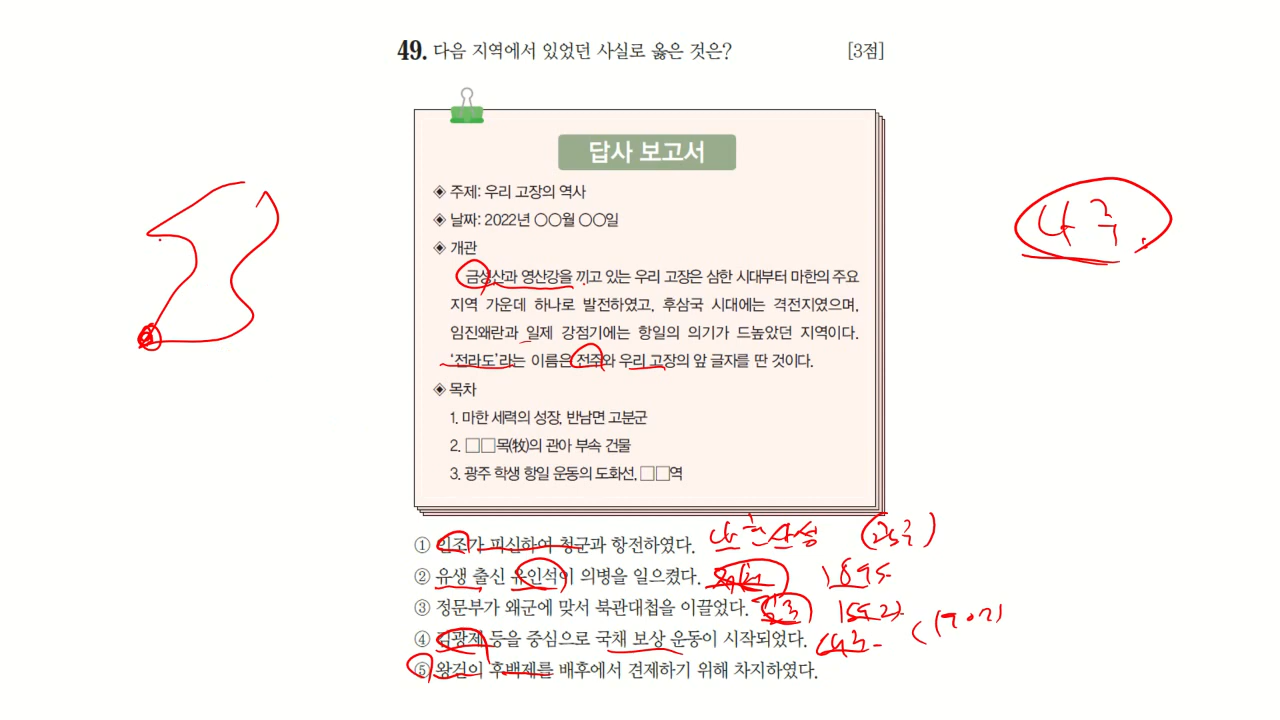 49. 다음 지역에서 있었던 사실로 옳은 것은? [3점]
답사 보고서
◈ 주제: 우리 고장의 역사
◈ 날짜: 2022년 ○○월 ○○일
◈ 개관
금성산과 영산강을 끼고 있는 우리 고장은 삼한 시대부터 마한의 주요
지역 가운데 하나로 발전하였고, 후삼국 시대에는 격전지였으며,
임진왜란과 일제 강점기에는 항일의 의기가 드높았던 지역이다.
‘전라도’라는 이름은 전주와 우리 고장의 앞 글자를 딴 것이다.
나주.
◈ 목차
1. 마한 세력의 성장, 반남면 고분군
2. □□목(牧)의 관아 부속 건물
3. 광주 학생 항일 운동의 도화선, □□역
① 인조가 피신하여 청군과 항전하였다. 남한산성
② 유생 출신 유인석이 의병을 일으켰다. 1895
③ 정문부가 왜군에 맞서 북관대첩을 이끌었다. 1592
④ 김광제 등을 중심으로 국채 보상 운동이 시작되었다. (1907)
⑤ 왕건이 후백제를 배후에서 견제하기 위해 차지하였다.